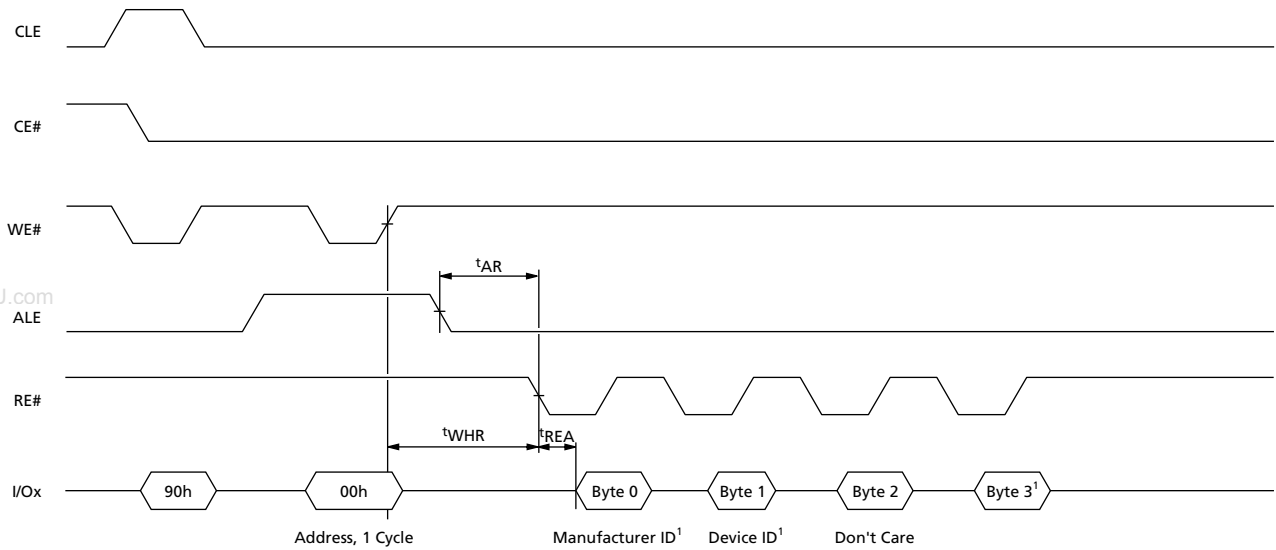 CLE
CE#
WE#
tAR
U.com
ALE
RE#
tWHR tREA
I/Ox 90h 00h Byte 0 Byte 1 Byte 2 Byte 3¹
Address, 1 Cycle Manufacturer ID¹ Device ID¹ Don't Care